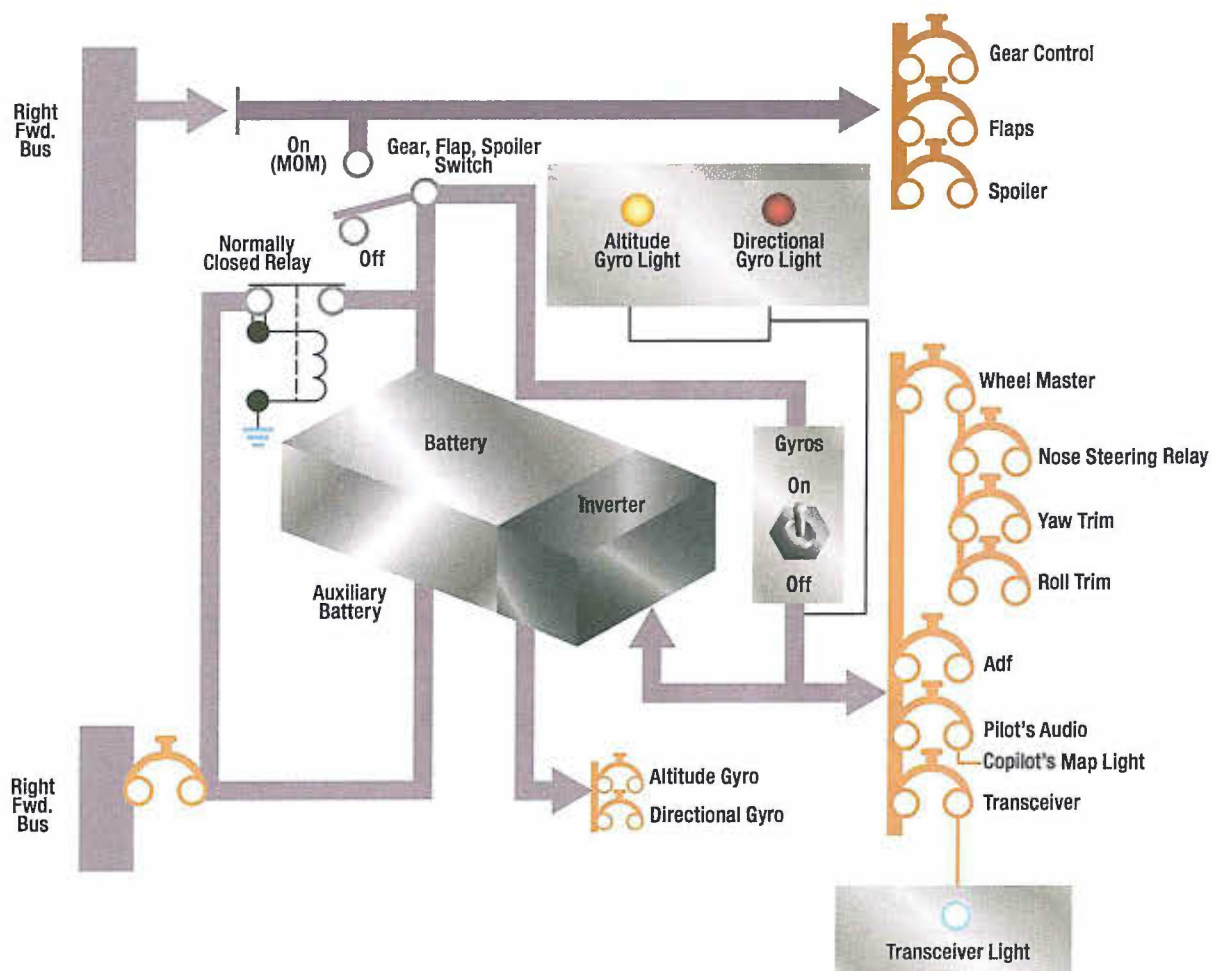 Right
Fwd.
Bus
On
(MOM)
Gear, Flap, Spoiler
Switch
Off
Normally
Closed Relay
Altitude
Gyro Light
Directional
Gyro Light
Gear Control
Flaps
Spoiler
Battery
Inverter
Auxiliary
Battery
Gyros
On
Off
Wheel Master
Nose Steering Relay
Yaw Trim
Roll Trim
Adf
Pilot's Audio
Copilot's Map Light
Transceiver
Right
Fwd.
Bus
Altitude Gyro
Directional Gyro
Transceiver Light